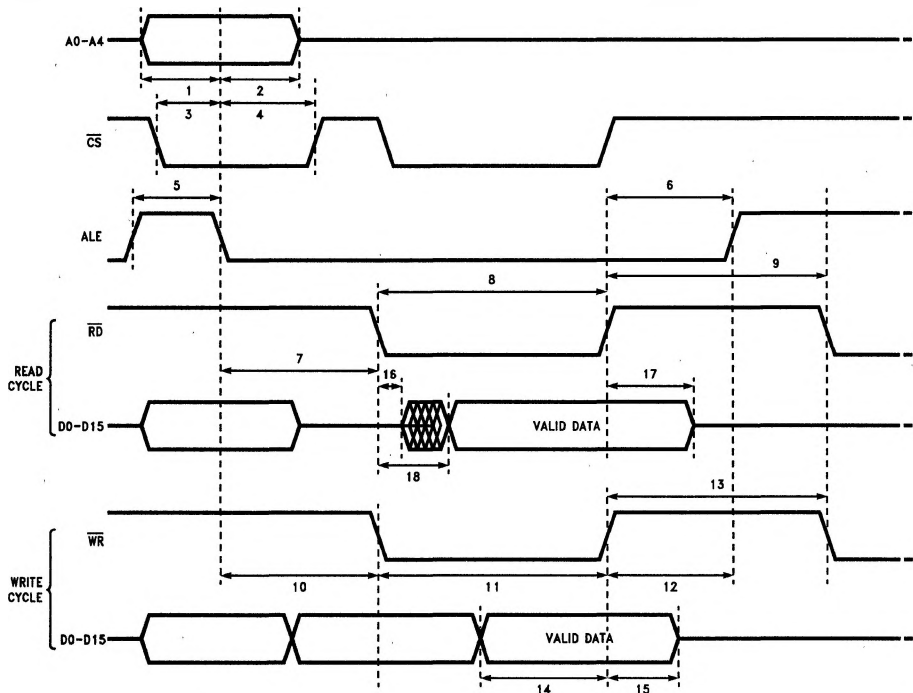 A0-A4
1 2
3 4
CS
5 6
ALE
9
8
RD
7
16 17
READ
CYCLE
D0-D15 VALID DATA
18
13
WR
10 11 12
WRITE
CYCLE
D0-D15 VALID DATA
14 15